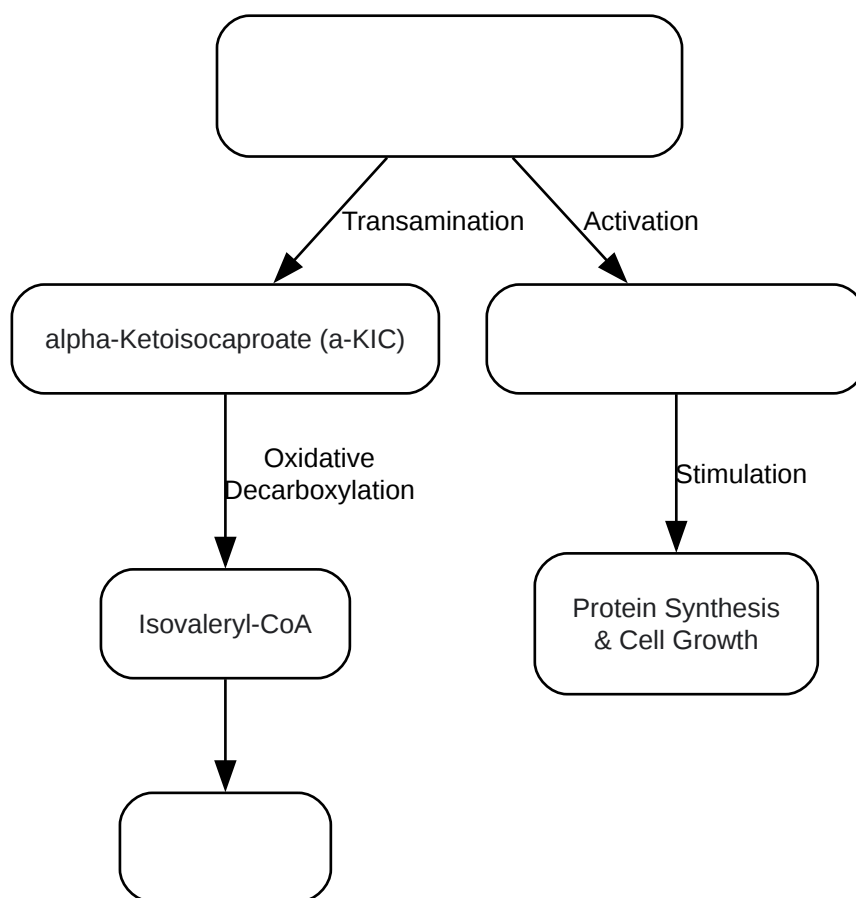 Transamination
Activation
alpha-Ketoisocaproate (a-KIC)
Oxidative
Decarboxylation
Stimulation
Isovaleryl-CoA
Protein Synthesis
& Cell Growth